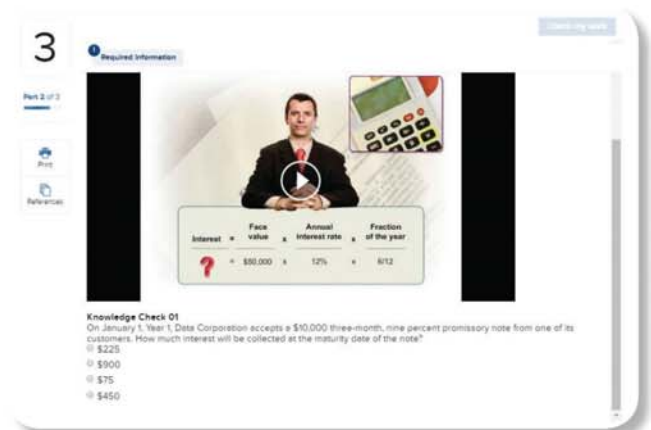 Check my work
3
Required information
Part 2 of 3
Print
References
Interest = Face value x Annual interest rate x Fraction of the year
? = $50,000 x 12% x 6/12
Knowledge Check 01
On January 1, Year 1, Data Corporation accepts a $10,000 three-month, nine percent promissory note from one of its
customers. How much interest will be collected at the maturity date of the note?
$225
$900
$75
$450